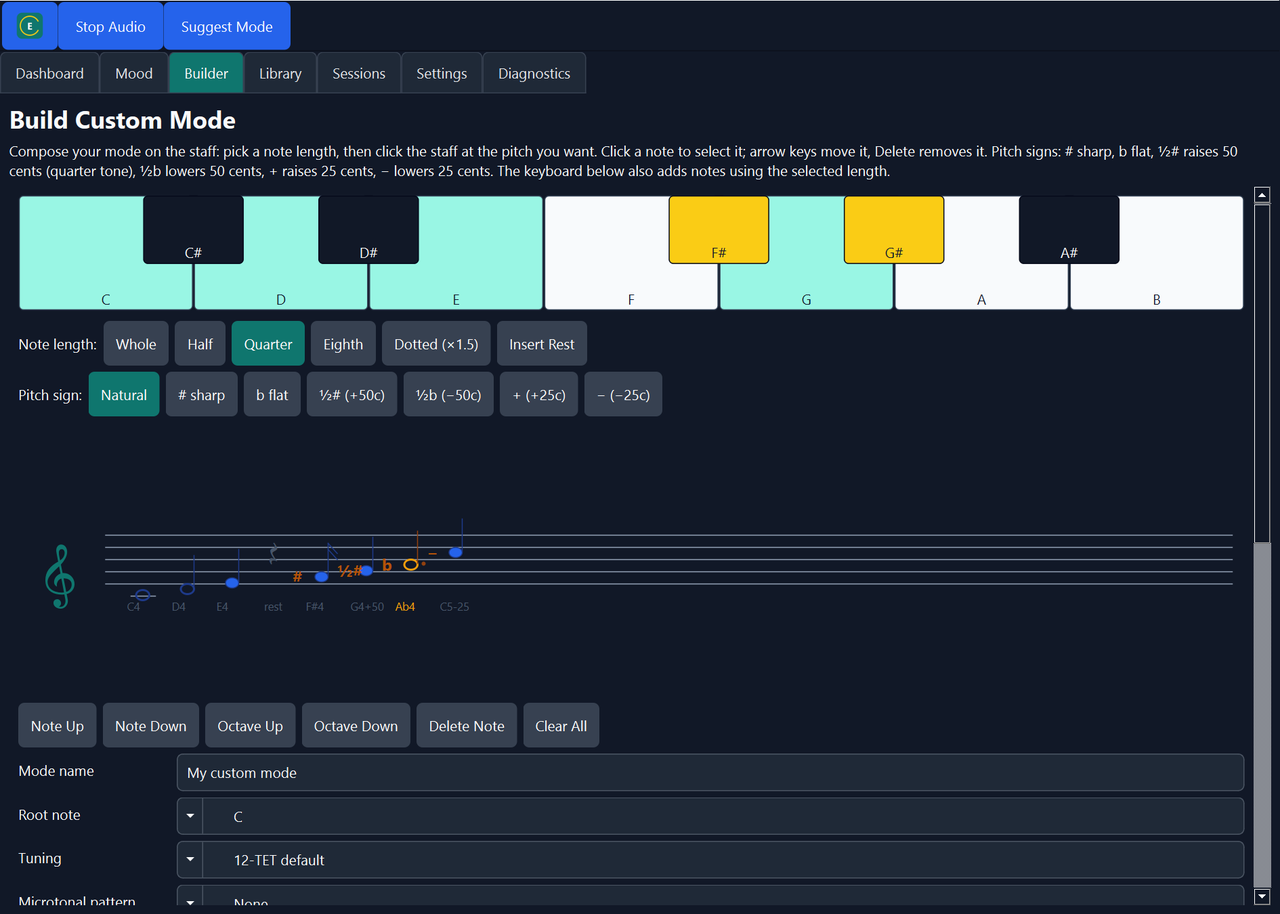 E Stop Audio Suggest Mode
Dashboard Mood Builder Library Sessions Settings Diagnostics
Build Custom Mode
Compose your mode on the staff: pick a note length, then click the staff at the pitch you want. Click a note to select it; arrow keys move it, Delete removes it. Pitch signs: # sharp, b flat, ½# raises 50
cents (quarter tone), ½b lowers 50 cents, + raises 25 cents, − lowers 25 cents. The keyboard below also adds notes using the selected length.
C# D# F# G# A#
C D E F G A B
Note length: Whole Half Quarter Eighth Dotted (×1.5) Insert Rest
Pitch sign: Natural # sharp b flat ½# (+50c) ½b (−50c) + (+25c) − (−25c)
# ½# b −
C4 D4 E4 rest F#4 G4+50 Ab4 C5-25
Note Up Note Down Octave Up Octave Down Delete Note Clear All
Mode name My custom mode
Root note C
Tuning 12-TET default
Microtonal pattern None